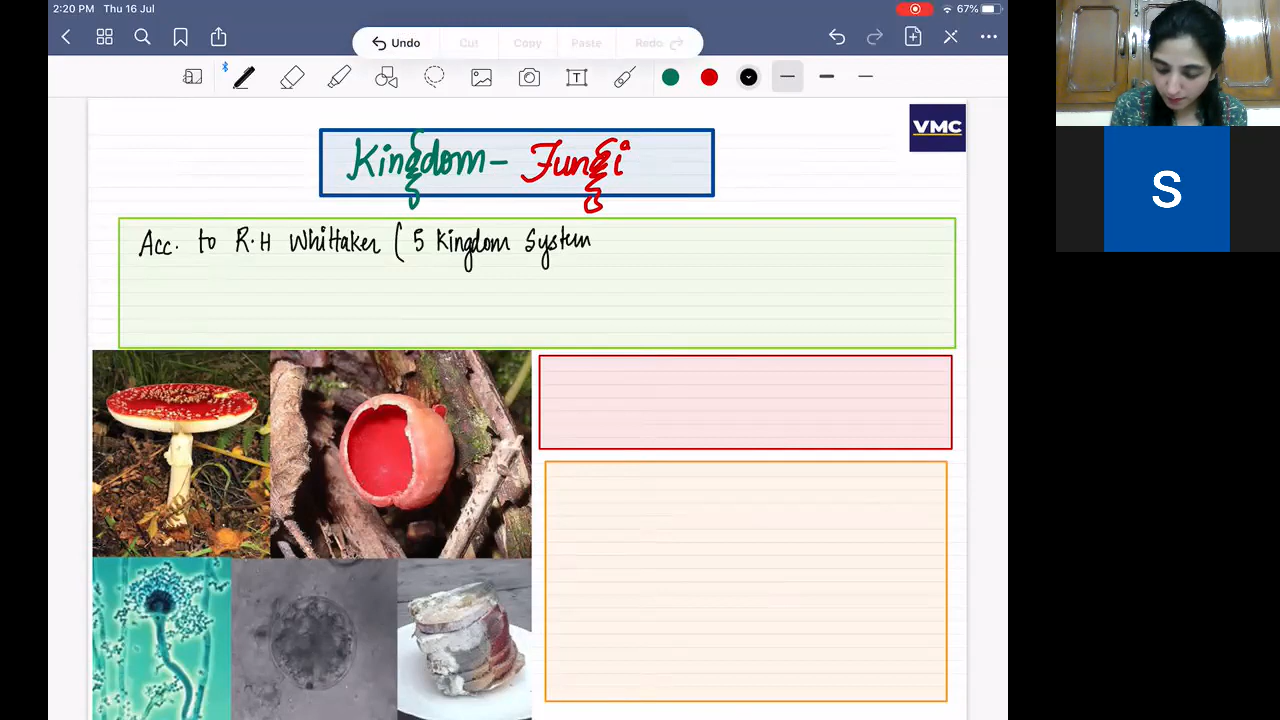 2:20 PM Thu 16 Jul
67%
Undo
Cut
Copy
Paste
Redo
T
VMC
Kingdom - Fungi
Acc. to R.H Whittaker ( 5 Kingdom System
S